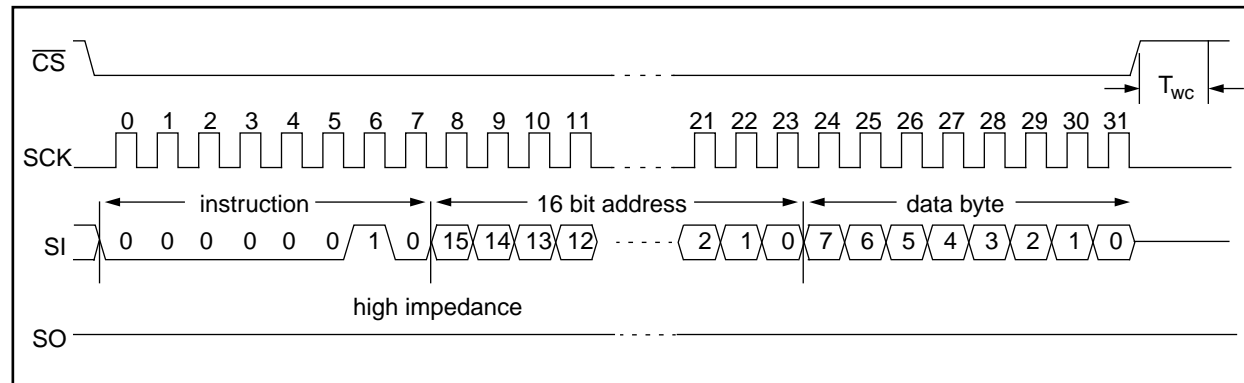 CS
T_WC
0 1 2 3 4 5 6 7 8 9 10 11 21 22 23 24 25 26 27 28 29 30 31
SCK
instruction 16 bit address data byte
SI 0 0 0 0 0 0 1 0 15 14 13 12 2 1 0 7 6 5 4 3 2 1 0
high impedance
SO